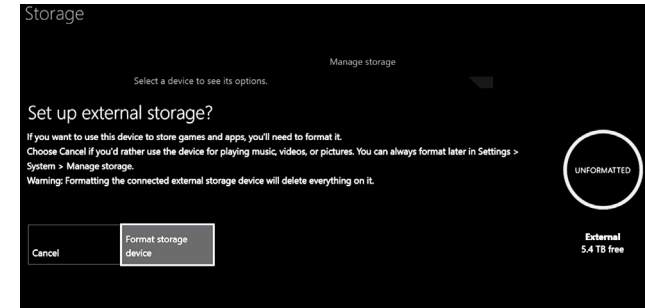 Storage
Manage storage
Select a device to see its options.
Set up external storage?
If you want to use this device to store games and apps, you'll need to format it.
Choose Cancel if you'd rather use the device for playing music, videos, or pictures. You can always format later in Settings >
System > Manage storage.
Warning: Formatting the connected external storage device will delete everything on it.
UNFORMATTED
Cancel
Format storage
device
External
5.4 TB free